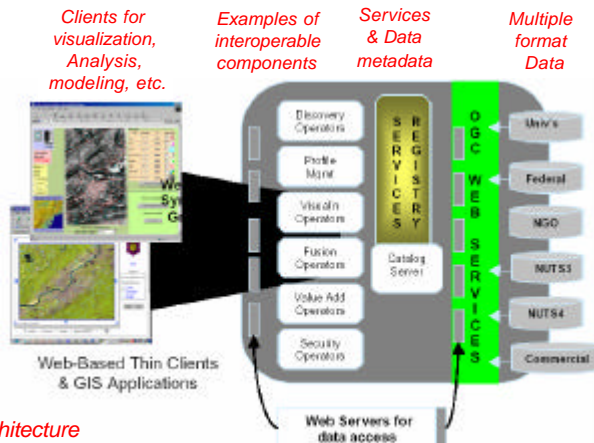 Clients for
visualization,
Analysis,
modeling, etc.
Examples of
interoperable
components
Services
& Data
metadata
Multiple
format
Data
Discovery
Operators
Profile
Mgmt
Visual'n
Operators
Fusion
Operators
Value Add
Operators
Security
Operators
SERVICES
REGISTRY
Catalog
Server
OGC WEB SERVICES
Univ's
Federal
NGO
NUTS3
NUTS4
Commercial
Web-Based Thin Clients
& GIS Applications
Web Servers for
data access
hitecture